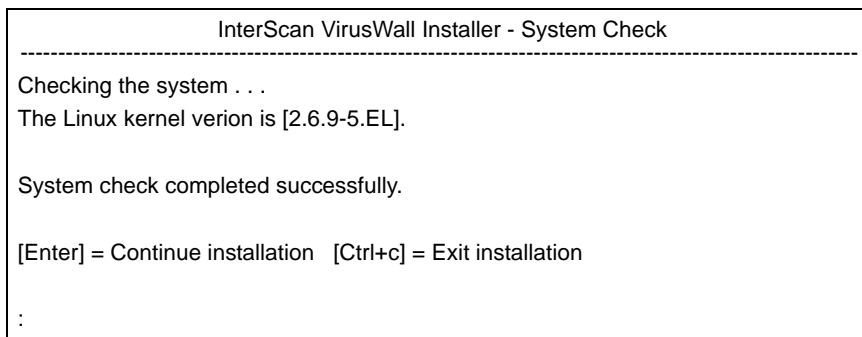 InterScan VirusWall Installer - System Check
----------------------------------------------------------------------------------------------------------------
Checking the system . . .
The Linux kernel verion is [2.6.9-5.EL].
System check completed successfully.
[Enter] = Continue installation [Ctrl+c] = Exit installation
: